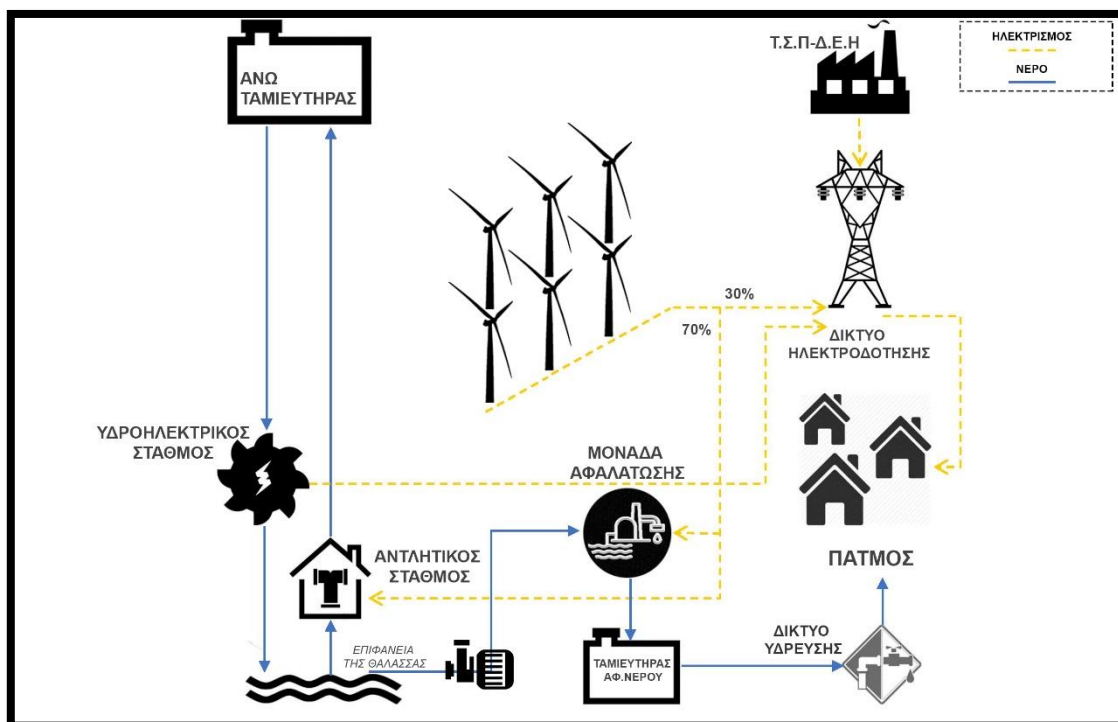 Τ.Σ.Π-Δ.Ε.Η
ΗΛΕΚΤΡΙΣΜΟΣ
ΝΕΡΟ
ΑΝΩ
ΤΑΜΙΕΥΤΗΡΑΣ
30%
70%
ΔΙΚΤΥΟ
ΗΛΕΚΤΡΟΔΟΤΗΣΗΣ
ΥΔΡΟΗΛΕΚΤΡΙΚΟΣ
ΣΤΑΘΜΟΣ
ΜΟΝΑΔΑ
ΑΦΑΛΑΤΩΣΗΣ
ΑΝΤΛΗΤΙΚΟΣ
ΣΤΑΘΜΟΣ
ΠΑΤΜΟΣ
ΕΠΙΦΑΝΕΙΑ
ΤΗΣ ΘΑΛΑΣΣΑΣ
ΤΑΜΙΕΥΤΗΡΑΣ
ΑΦ.ΝΕΡΟΥ
ΔΙΚΤΥΟ
ΥΔΡΕΥΣΗΣ